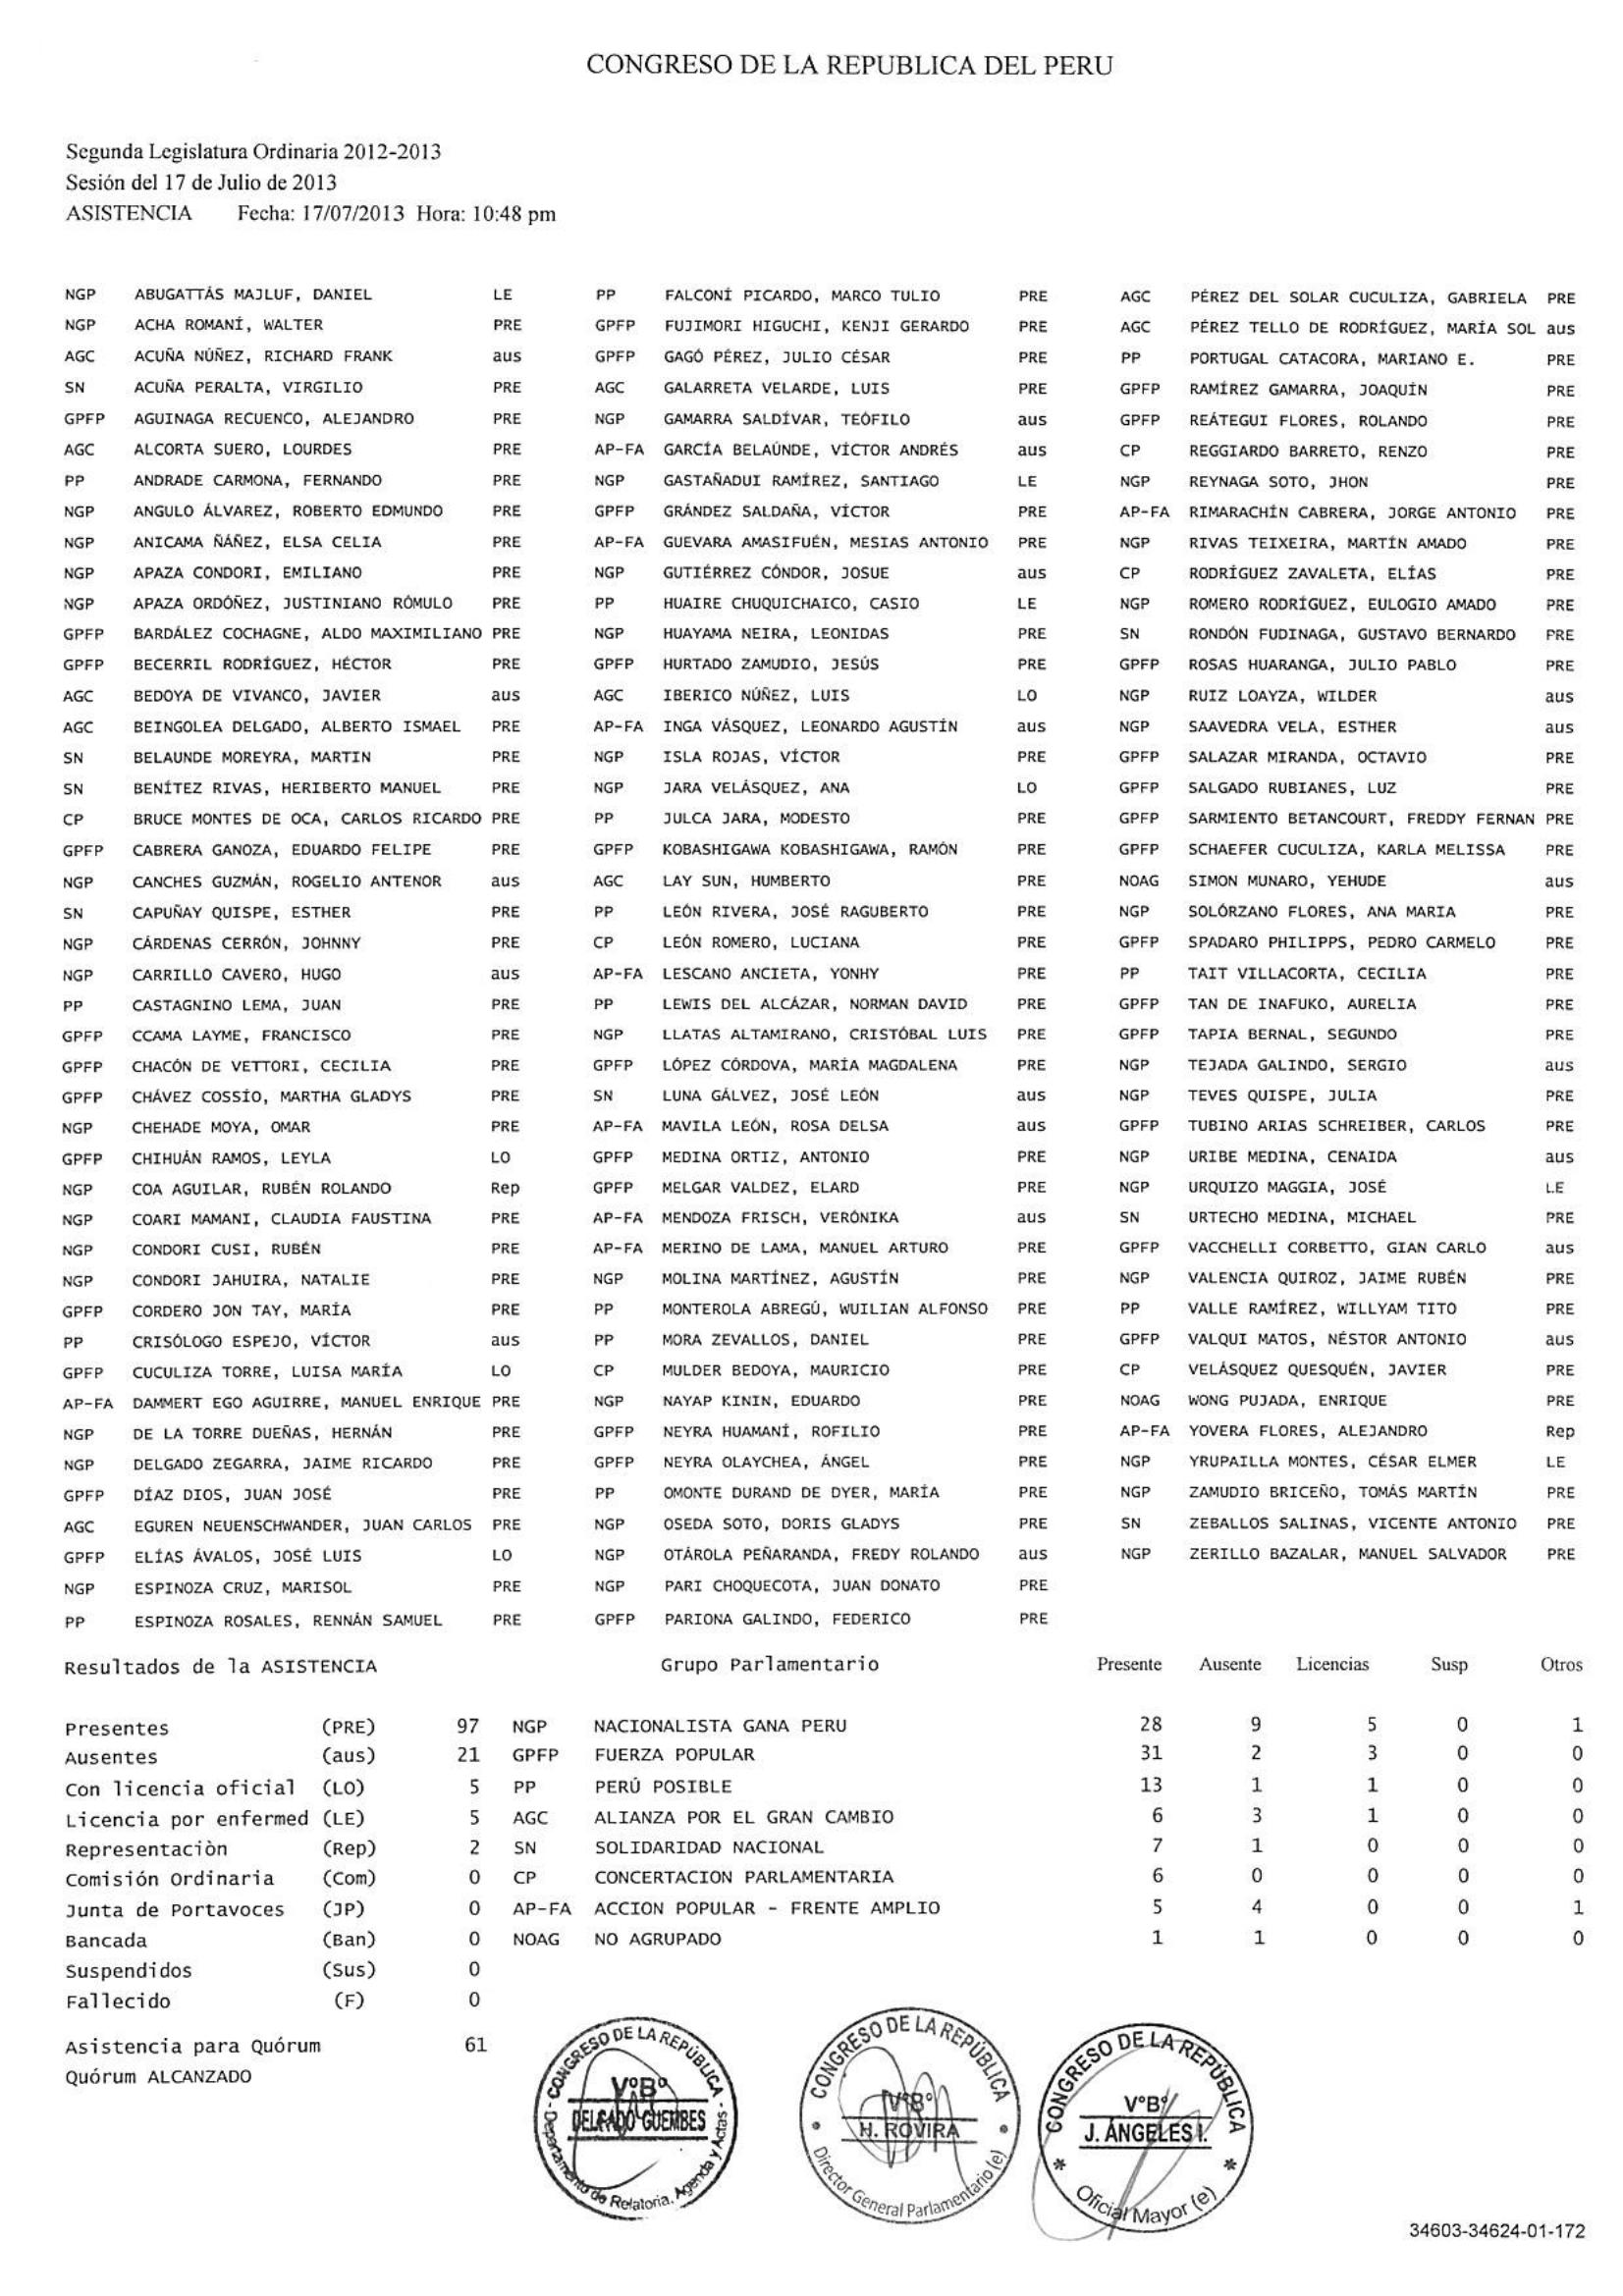 CONGRESO DE LA REPUBLICA DEL PERU
Segunda Legislatura Ordinaria 2012-2013
Sesión del 17 de Julio de 2013
ASISTENCIA Fecha: 17/07/2013 Hora: 10:48 pm
NGP ABUGATTÁS MAJLUF, DANIEL LE PP FALCONÍ PICARDO, MARCO TULIO PRE AGC PÉREZ DEL SOLAR CUCULIZA, GABRIELA PRE
NGP ACHA ROMANÍ, WALTER PRE GPFP FUJIMORI HIGUCHI, KENJI GERARDO PRE AGC PÉREZ TELLO DE RODRÍGUEZ, MARÍA SOL aus
AGC ACUÑA NÚÑEZ, RICHARD FRANK aus GPFP GAGÓ PÉREZ, JULIO CÉSAR PRE PP PORTUGAL CATACORA, MARIANO E. PRE
SN ACUÑA PERALTA, VIRGILIO PRE AGC GALARRETA VELARDE, LUIS PRE GPFP RAMÍREZ GAMARRA, JOAQUÍN PRE
GPFP AGUINAGA RECUENCO, ALEJANDRO PRE NGP GAMARRA SALDÍVAR, TEÓFILO aus GPFP REÁTEGUI FLORES, ROLANDO PRE
AGC ALCORTA SUERO, LOURDES PRE AP-FA GARCÍA BELAÚNDE, VÍCTOR ANDRÉS aus CP REGGIARDO BARRETO, RENZO PRE
PP ANDRADE CARMONA, FERNANDO PRE NGP GASTAÑADUI RAMÍREZ, SANTIAGO LE NGP REYNAGA SOTO, JHON PRE
NGP ANGULO ÁLVAREZ, ROBERTO EDMUNDO PRE GPFP GRÁNDEZ SALDAÑA, VÍCTOR PRE AP-FA RIMARACHÍN CABRERA, JORGE ANTONIO PRE
NGP ANICAMA ÑÁÑEZ, ELSA CELIA PRE AP-FA GUEVARA AMASIFUÉN, MESIAS ANTONIO PRE NGP RIVAS TEIXEIRA, MARTÍN AMADO PRE
NGP APAZA CONDORI, EMILIANO PRE NGP GUTIÉRREZ CÓNDOR, JOSUE aus CP RODRÍGUEZ ZAVALETA, ELÍAS PRE
NGP APAZA ORDÓÑEZ, JUSTINIANO RÓMULO PRE PP HUAIRE CHUQUICHAICO, CASIO LE NGP ROMERO RODRÍGUEZ, EULOGIO AMADO PRE
GPFP BARDÁLEZ COCHAGNE, ALDO MAXIMILIANO PRE NGP HUAYAMA NEIRA, LEONIDAS PRE SN RONDÓN FUDINAGA, GUSTAVO BERNARDO PRE
GPFP BECERRIL RODRÍGUEZ, HÉCTOR PRE GPFP HURTADO ZAMUDIO, JESÚS PRE GPFP ROSAS HUARANGA, JULIO PABLO PRE
AGC BEDOYA DE VIVANCO, JAVIER aus AGC IBERICO NÚÑEZ, LUIS LO NGP RUIZ LOAYZA, WILDER aus
AGC BEINGOLEA DELGADO, ALBERTO ISMAEL PRE AP-FA INGA VÁSQUEZ, LEONARDO AGUSTÍN aus NGP SAAVEDRA VELA, ESTHER aus
SN BELAUNDE MOREYRA, MARTIN PRE NGP ISLA ROJAS, VÍCTOR PRE GPFP SALAZAR MIRANDA, OCTAVIO PRE
SN BENÍTEZ RIVAS, HERIBERTO MANUEL PRE NGP JARA VELÁSQUEZ, ANA LO GPFP SALGADO RUBIANES, LUZ PRE
CP BRUCE MONTES DE OCA, CARLOS RICARDO PRE PP JULCA JARA, MODESTO PRE GPFP SARMIENTO BETANCOURT, FREDDY FERNAN PRE
GPFP CABRERA GANOZA, EDUARDO FELIPE PRE GPFP KOBASHIGAWA KOBASHIGAWA, RAMÓN PRE GPFP SCHAEFER CUCULIZA, KARLA MELISSA PRE
NGP CANCHES GUZMÁN, ROGELIO ANTENOR aus AGC LAY SUN, HUMBERTO PRE NOAG SIMON MUNARO, YEHUDE aus
SN CAPUÑAY QUISPE, ESTHER PRE PP LEÓN RIVERA, JOSÉ RAGUBERTO PRE NGP SOLÓRZANO FLORES, ANA MARIA PRE
NGP CÁRDENAS CERRÓN, JOHNNY PRE CP LEÓN ROMERO, LUCIANA PRE GPFP SPADARO PHILIPPS, PEDRO CARMELO PRE
NGP CARRILLO CAVERO, HUGO aus AP-FA LESCANO ANCIETA, YONHY PRE PP TAIT VILLACORTA, CECILIA PRE
PP CASTAGNINO LEMA, JUAN PRE PP LEWIS DEL ALCÁZAR, NORMAN DAVID PRE GPFP TAN DE INAFUKO, AURELIA PRE
GPFP CCAMA LAYME, FRANCISCO PRE NGP LLATAS ALTAMIRANO, CRISTÓBAL LUIS PRE GPFP TAPIA BERNAL, SEGUNDO PRE
GPFP CHACÓN DE VETTORI, CECILIA PRE GPFP LÓPEZ CÓRDOVA, MARÍA MAGDALENA PRE NGP TEJADA GALINDO, SERGIO aus
GPFP CHÁVEZ COSSÍO, MARTHA GLADYS PRE SN LUNA GÁLVEZ, JOSÉ LEÓN aus NGP TEVES QUISPE, JULIA PRE
NGP CHEHADE MOYA, OMAR PRE AP-FA MAVILA LEÓN, ROSA DELSA aus GPFP TUBINO ARIAS SCHREIBER, CARLOS PRE
GPFP CHIHUÁN RAMOS, LEYLA LO GPFP MEDINA ORTIZ, ANTONIO PRE NGP URIBE MEDINA, CENAIDA aus
NGP COA AGUILAR, RUBÉN ROLANDO Rep GPFP MELGAR VALDEZ, ELARD PRE NGP URQUIZO MAGGIA, JOSÉ LE
NGP COARI MAMANI, CLAUDIA FAUSTINA PRE AP-FA MENDOZA FRISCH, VERÓNIKA aus SN URTECHO MEDINA, MICHAEL PRE
NGP CONDORI CUSI, RUBÉN PRE AP-FA MERINO DE LAMA, MANUEL ARTURO PRE GPFP VACCHELLI CORBETTO, GIAN CARLO aus
NGP CONDORI JAHUIRA, NATALIE PRE NGP MOLINA MARTÍNEZ, AGUSTÍN PRE NGP VALENCIA QUIROZ, JAIME RUBÉN PRE
GPFP CORDERO JON TAY, MARÍA PRE PP MONTEROLA ABREGÚ, WUILIAN ALFONSO PRE PP VALLE RAMÍREZ, WILLYAM TITO PRE
PP CRISÓLOGO ESPEJO, VÍCTOR aus PP MORA ZEVALLOS, DANIEL PRE GPFP VALQUI MATOS, NÉSTOR ANTONIO aus
GPFP CUCULIZA TORRE, LUISA MARÍA LO CP MULDER BEDOYA, MAURICIO PRE CP VELÁSQUEZ QUESQUÉN, JAVIER PRE
AP-FA DAMMERT EGO AGUIRRE, MANUEL ENRIQUE PRE NGP NAYAP KININ, EDUARDO PRE NOAG WONG PUJADA, ENRIQUE PRE
NGP DE LA TORRE DUEÑAS, HERNÁN PRE GPFP NEYRA HUAMANÍ, ROFILIO PRE AP-FA YOVERA FLORES, ALEJANDRO Rep
NGP DELGADO ZEGARRA, JAIME RICARDO PRE GPFP NEYRA OLAYCHEA, ÁNGEL PRE NGP YRUPAILLA MONTES, CÉSAR ELMER LE
GPFP DÍAZ DIOS, JUAN JOSÉ PRE PP OMONTE DURAND DE DYER, MARÍA PRE NGP ZAMUDIO BRICEÑO, TOMÁS MARTÍN PRE
AGC EGUREN NEUENSCHWANDER, JUAN CARLOS PRE NGP OSEDA SOTO, DORIS GLADYS PRE SN ZEBALLOS SALINAS, VICENTE ANTONIO PRE
GPFP ELÍAS ÁVALOS, JOSÉ LUIS LO NGP OTÁROLA PEÑARANDA, FREDY ROLANDO aus NGP ZERILLO BAZALAR, MANUEL SALVADOR PRE
NGP ESPINOZA CRUZ, MARISOL PRE NGP PARI CHOQUECOTA, JUAN DONATO PRE
PP ESPINOZA ROSALES, RENNÁN SAMUEL PRE GPFP PARIONA GALINDO, FEDERICO PRE
Resultados de la ASISTENCIA Grupo Parlamentario Presente Ausente Licencias Susp Otros
Presentes (PRE) 97 NGP NACIONALISTA GANA PERU 28 9 5 0 1
Ausentes (aus) 21 GPFP FUERZA POPULAR 31 2 3 0 0
Con licencia oficial (LO) 5 PP PERÚ POSIBLE 13 1 1 0 0
Licencia por enfermed (LE) 5 AGC ALIANZA POR EL GRAN CAMBIO 6 3 1 0 0
Representaciòn (Rep) 2 SN SOLIDARIDAD NACIONAL 7 1 0 0 0
Comisión Ordinaria (Com) 0 CP CONCERTACION PARLAMENTARIA 6 0 0 0 0
Junta de Portavoces (JP) 0 AP-FA ACCION POPULAR - FRENTE AMPLIO 5 4 0 0 1
Bancada (Ban) 0 NOAG NO AGRUPADO 1 1 0 0 0
Suspendidos (Sus) 0
Fallecido (F) 0
Asistencia para Quórum 61
Quórum ALCANZADO
CONGRESO DE LA REPÚBLICA
VºBº
DELGADO GUEMBES
Departamento de Relatoria, Agenda y Actas
CONGRESO DE LA REPÚBLICA
VºBº
H. ROVIRA
Director General Parlamentario (e)
CONGRESO DE LA REPÚBLICA
VºBº
J. ÁNGELES I.
Oficial Mayor (e)
34603-34624-01-172